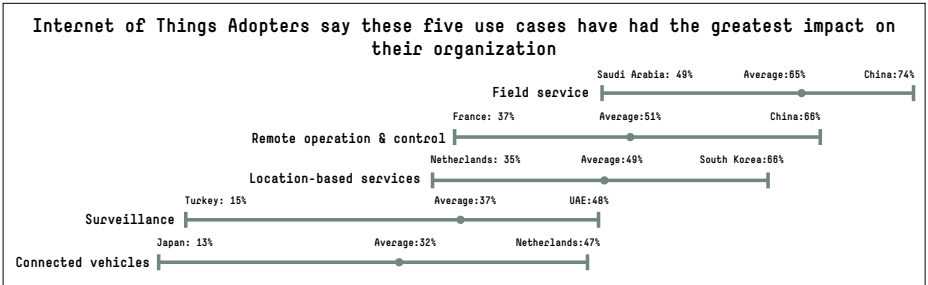 Internet of Things Adopters say these five use cases have had the greatest impact on
their organization
Saudi Arabia: 49% Average:65% China:74%
Field service
France: 37% Average:51% China:66%
Remote operation & control
Netherlands: 35% Average:49% South Korea:66%
Location-based services
Turkey: 15% Average:37% UAE:48%
Surveillance
Japan: 13% Average:32% Netherlands:47%
Connected vehicles